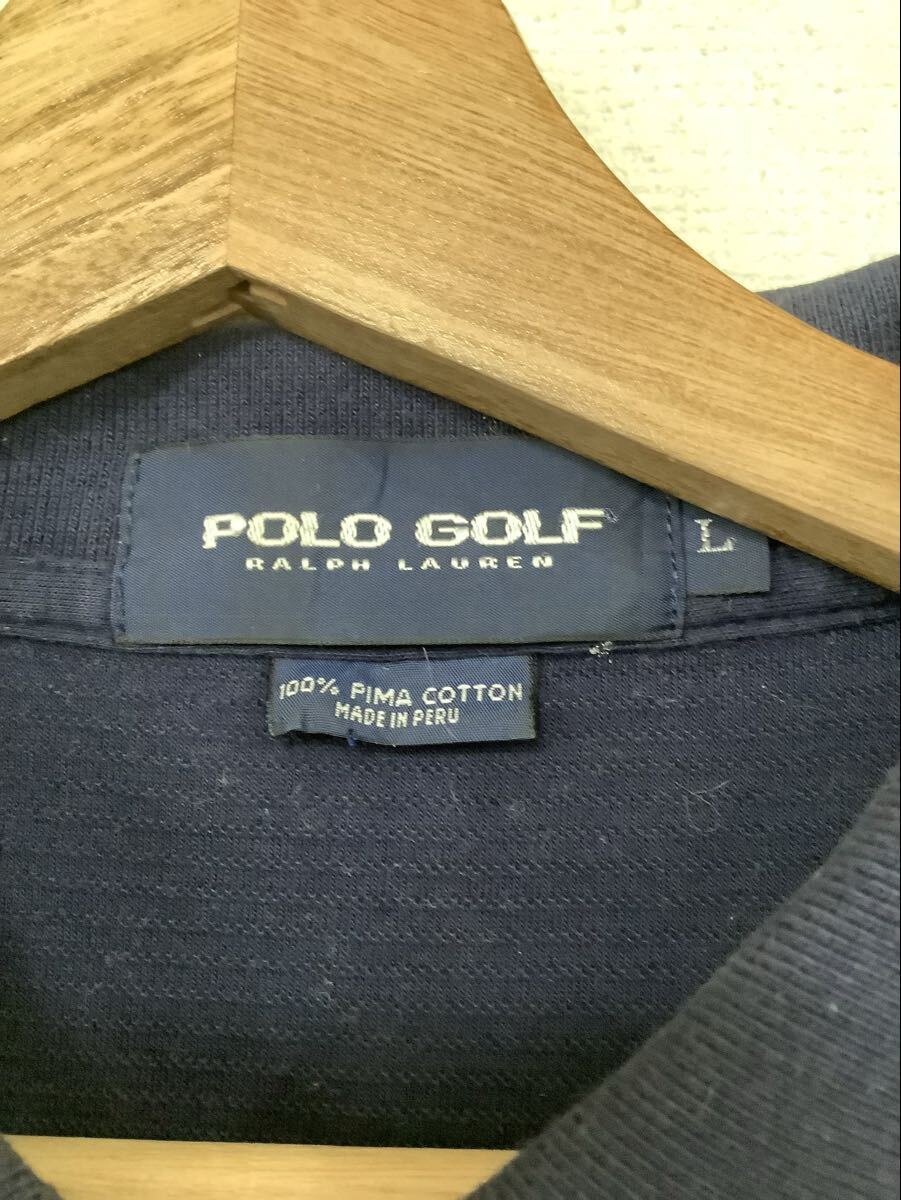 POLO GOLF
RALPH LAUREN
L
100% PIMA COTTON
MADE IN PERU